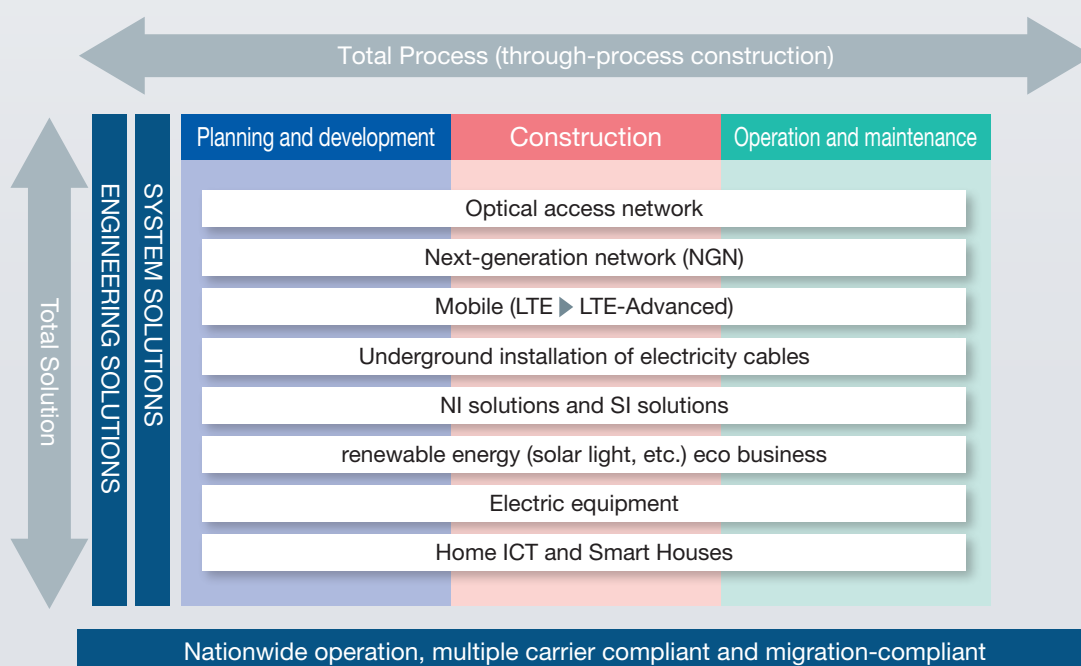 Total Process (through-process construction)
Total Solution
ENGINEERING SOLUTIONS
SYSTEM SOLUTIONS
Planning and development
Construction
Operation and maintenance
Optical access network
Next-generation network (NGN)
Mobile (LTE ▶ LTE-Advanced)
Underground installation of electricity cables
NI solutions and SI solutions
renewable energy (solar light, etc.) eco business
Electric equipment
Home ICT and Smart Houses
Nationwide operation, multiple carrier compliant and migration-compliant